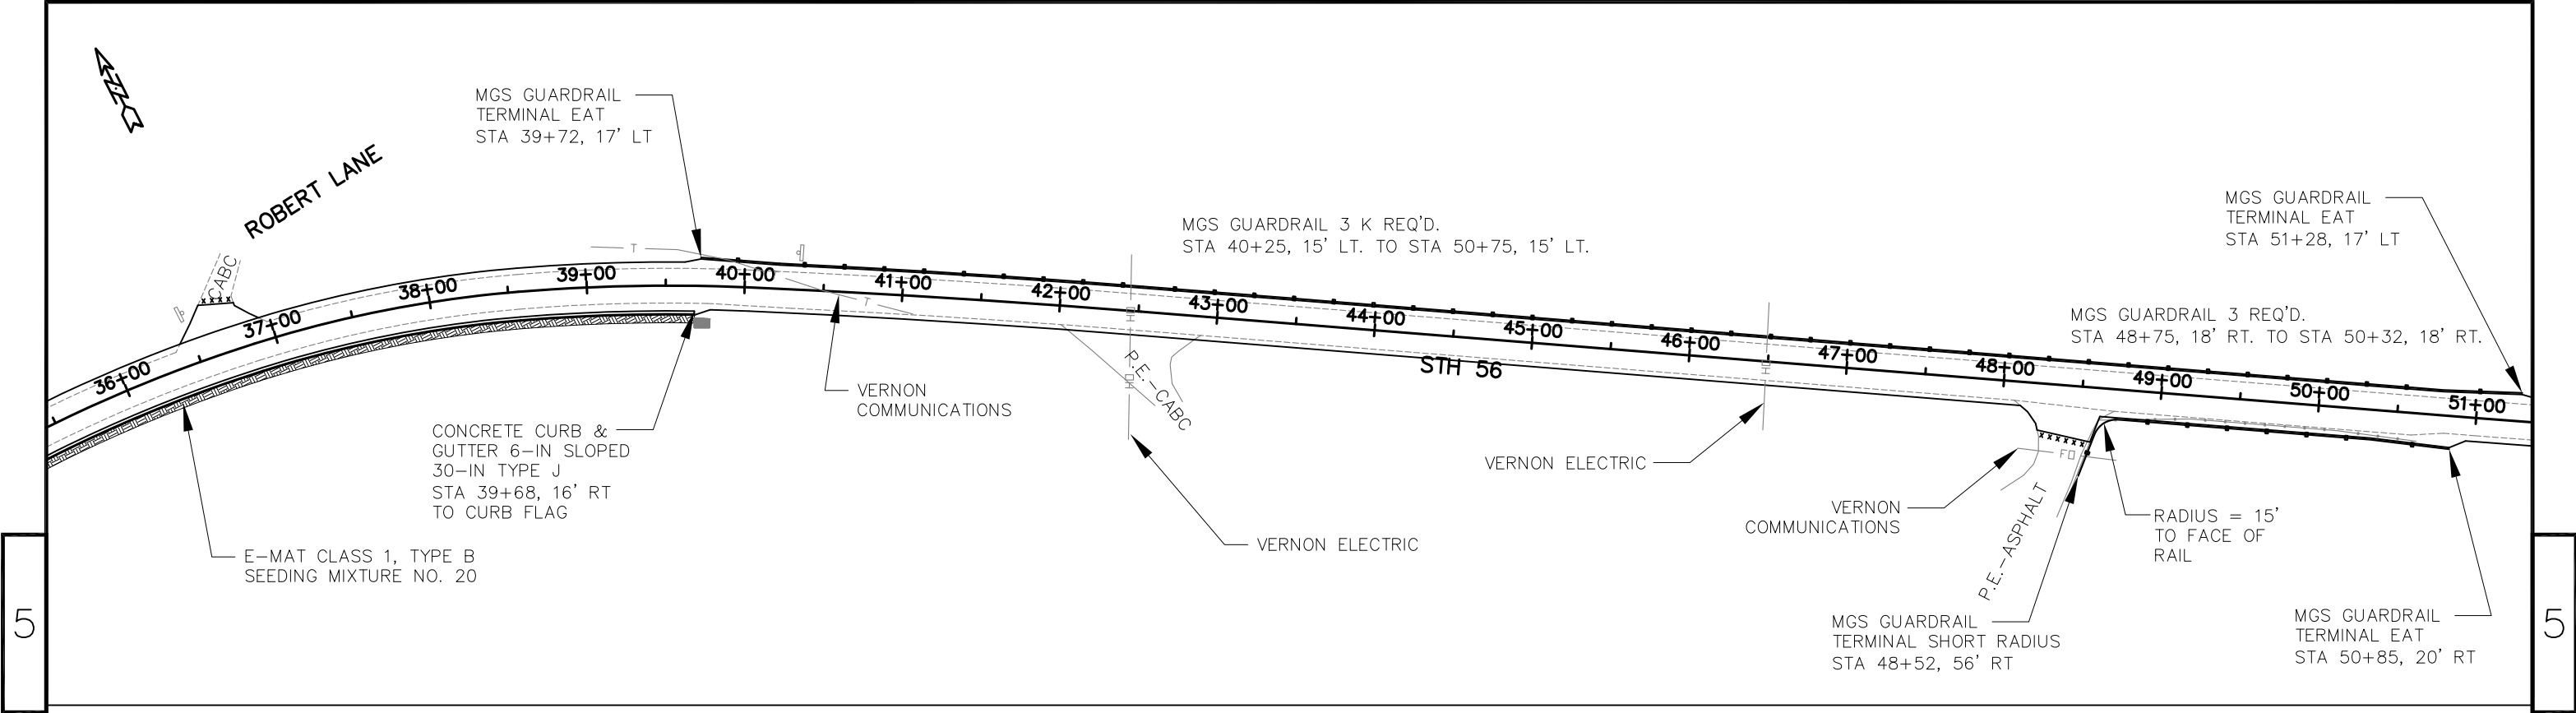 N
ROBERT LANE
CABC
MGS GUARDRAIL
TERMINAL EAT
STA 39+72, 17' LT
MGS GUARDRAIL 3 K REQ'D.
STA 40+25, 15' LT. TO STA 50+75, 15' LT.
MGS GUARDRAIL
TERMINAL EAT
STA 51+28, 17' LT
MGS GUARDRAIL 3 REQ'D.
STA 48+75, 18' RT. TO STA 50+32, 18' RT.
T
T
36+00
37+00
38+00
39+00
40+00
41+00
42+00
43+00
44+00
45+00
46+00
47+00
48+00
49+00
50+00
51+00
STH 56
P.E.-CABC
VERNON
COMMUNICATIONS
CONCRETE CURB &
GUTTER 6-IN SLOPED
30-IN TYPE J
STA 39+68, 16' RT
TO CURB FLAG
E-MAT CLASS 1, TYPE B
SEEDING MIXTURE NO. 20
VERNON ELECTRIC
VERNON ELECTRIC
OH
OH
OH
FO
VERNON
COMMUNICATIONS
P.E.-ASPHALT
RADIUS = 15'
TO FACE OF
RAIL
MGS GUARDRAIL
TERMINAL SHORT RADIUS
STA 48+52, 56' RT
MGS GUARDRAIL
TERMINAL EAT
STA 50+85, 20' RT
5
5